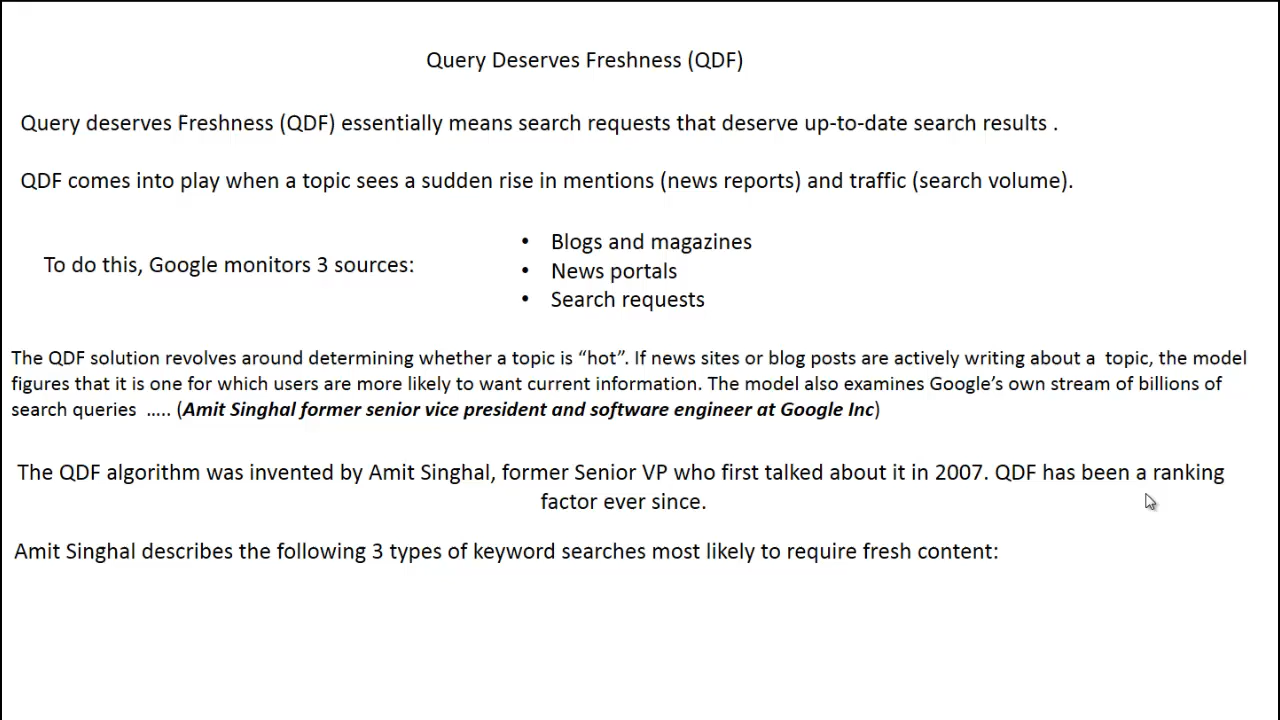 Query Deserves Freshness (QDF)
Query deserves Freshness (QDF) essentially means search requests that deserve up-to-date search results .
QDF comes into play when a topic sees a sudden rise in mentions (news reports) and traffic (search volume).
To do this, Google monitors 3 sources:
• Blogs and magazines
• News portals
• Search requests
The QDF solution revolves around determining whether a topic is “hot”. If news sites or blog posts are actively writing about a  topic, the model
figures that it is one for which users are more likely to want current information. The model also examines Google’s own stream of billions of
search queries  ..... (Amit Singhal former senior vice president and software engineer at Google Inc)
The QDF algorithm was invented by Amit Singhal, former Senior VP who first talked about it in 2007. QDF has been a ranking
factor ever since.
Amit Singhal describes the following 3 types of keyword searches most likely to require fresh content: